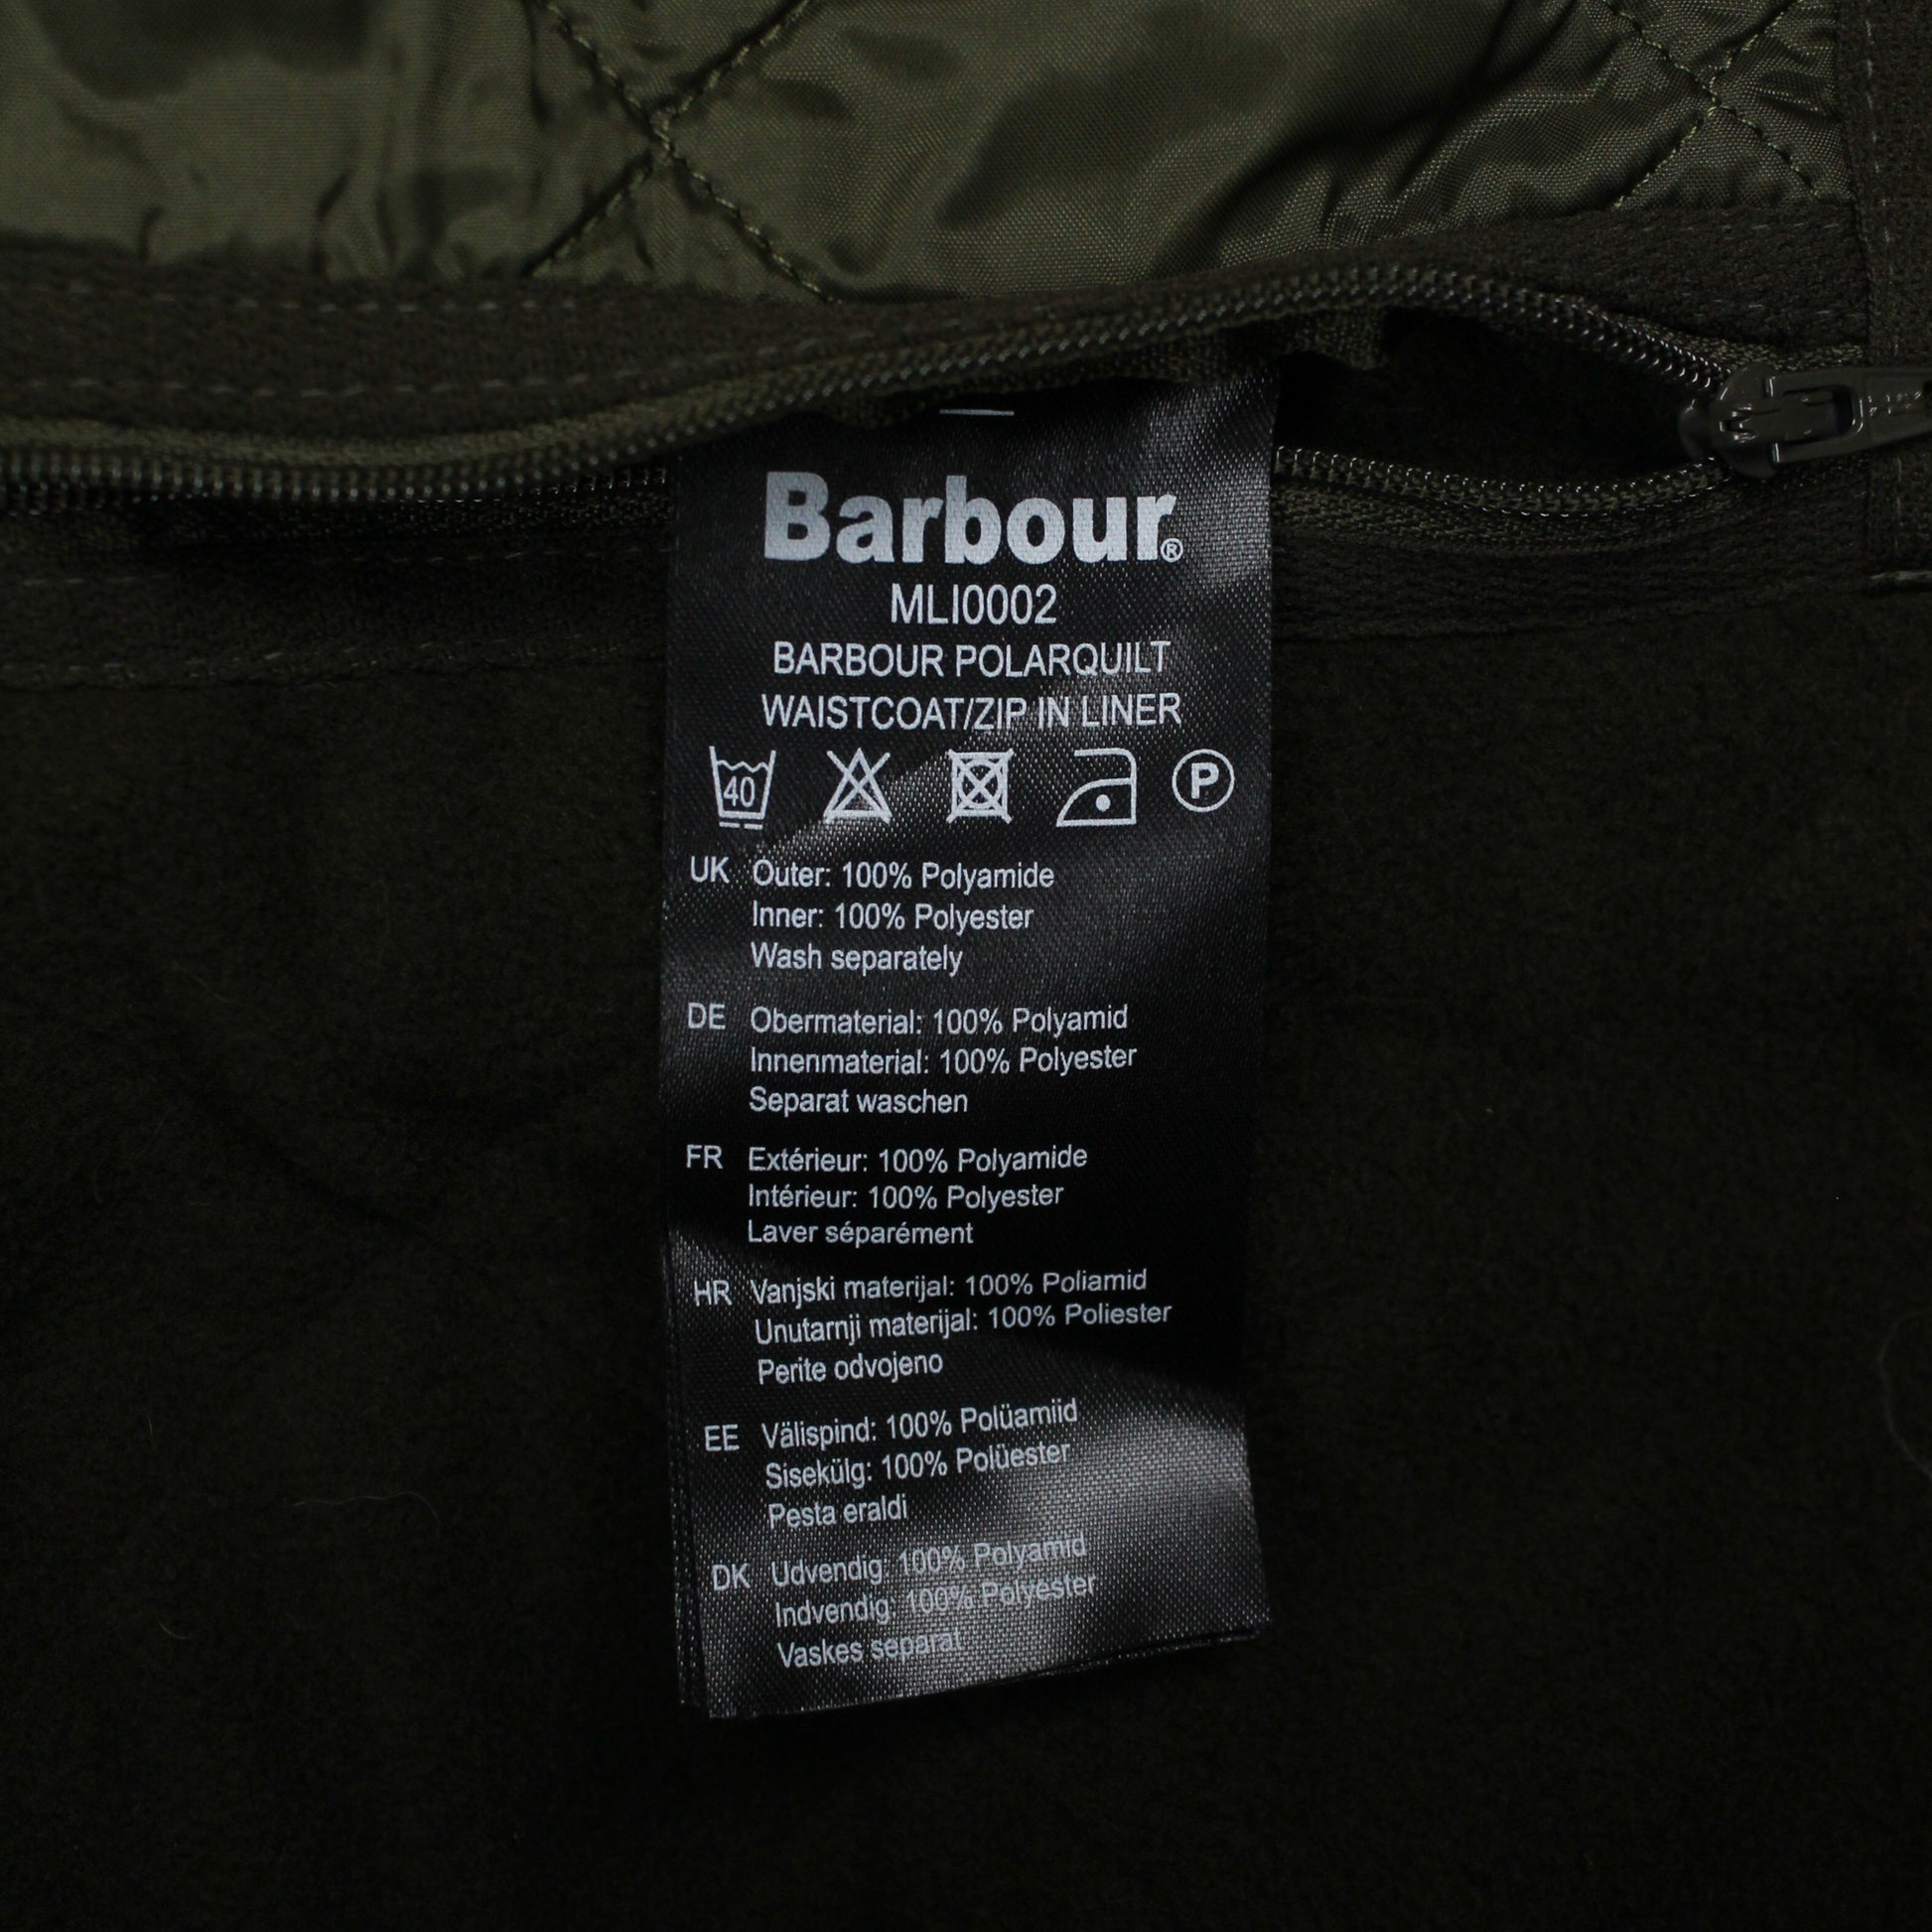 Barbour®
MLI0002
BARBOUR POLARQUILT
WAISTCOAT/ZIP IN LINER
40 P
UK Outer: 100% Polyamide
Inner: 100% Polyester
Wash separately
DE Obermaterial: 100% Polyamid
Innenmaterial: 100% Polyester
Separat waschen
FR Extérieur: 100% Polyamide
Intérieur: 100% Polyester
Laver séparément
HR Vanjski materijal: 100% Poliamid
Unutarnji materijal: 100% Poliester
Perite odvojeno
EE Välispind: 100% Polüamiid
Sisekülg: 100% Polüester
Pesta eraldi
DK Udvendig: 100% Polyamid
Indvendig: 100% Polyester
Vaskes separat